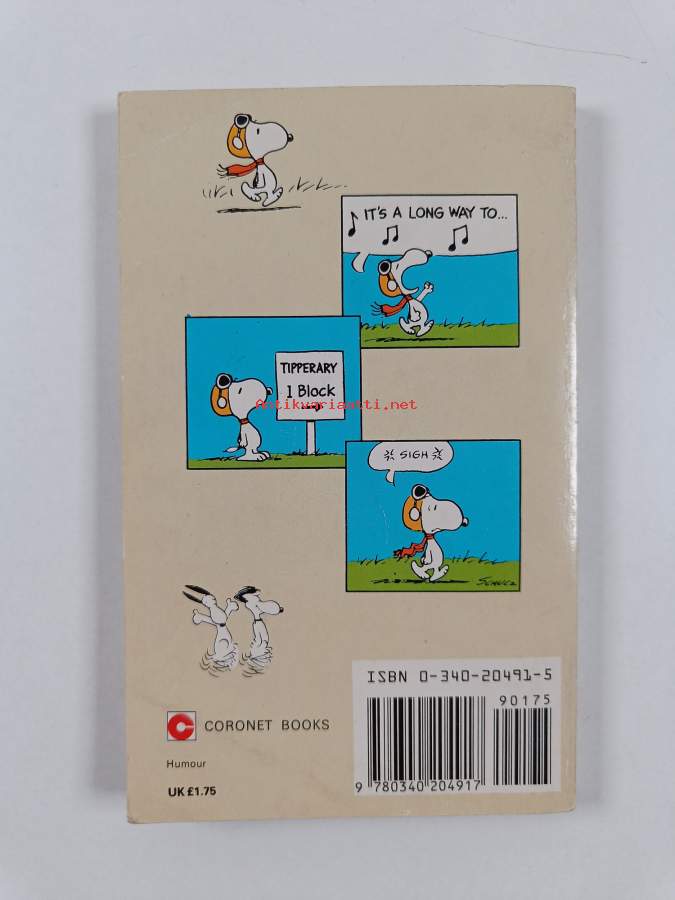 IT'S A LONG WAY TO...
TIPPERARY
1 Block
Antikvariaatti.net
SIGH
SCHULZ
ISBN 0-340-20491-5
90175
CORONET BOOKS
Humour
UK £1.75
9 780340 204917